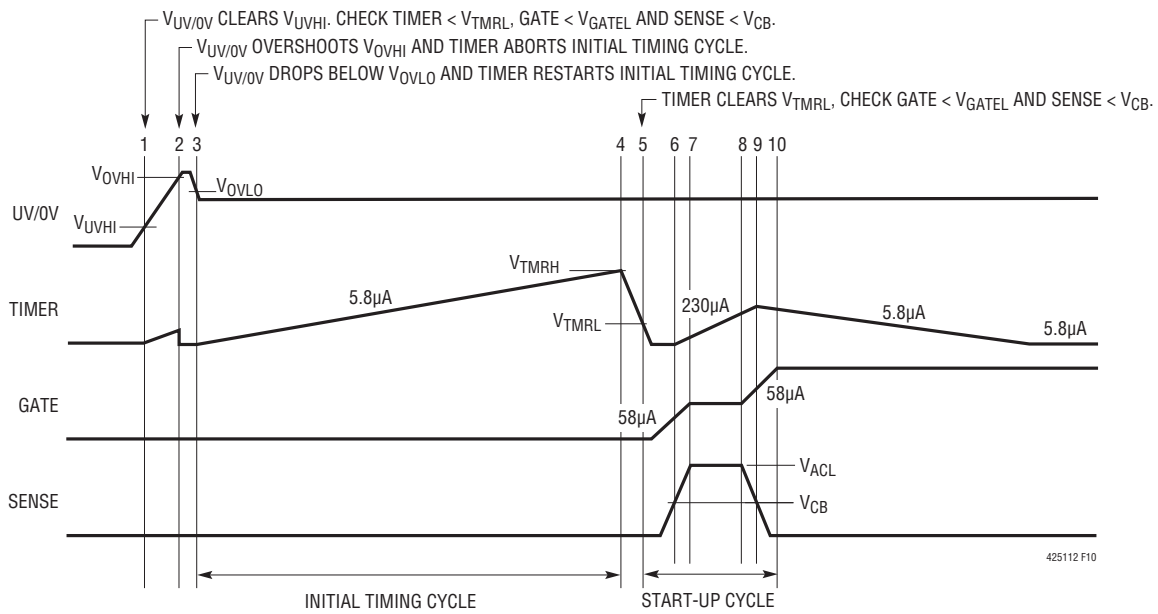 V_UV/0V CLEARS V_UVHI. CHECK TIMER < V_TMRL, GATE < V_GATEL AND SENSE < V_CB.
V_UV/0V OVERSHOOTS V_OVHI AND TIMER ABORTS INITIAL TIMING CYCLE.
V_UV/0V DROPS BELOW V_OVLO AND TIMER RESTARTS INITIAL TIMING CYCLE.
TIMER CLEARS V_TMRL, CHECK GATE < V_GATEL AND SENSE < V_CB.
1 2 3 4 5 6 7 8 9 10
V_OVHI
V_OVLO
UV/0V
V_UVHI
V_TMRH
5.8µA
230µA
TIMER
V_TMRL
5.8µA
5.8µA
GATE
58µA
58µA
V_ACL
SENSE
V_CB
425112 F10
INITIAL TIMING CYCLE
START-UP CYCLE